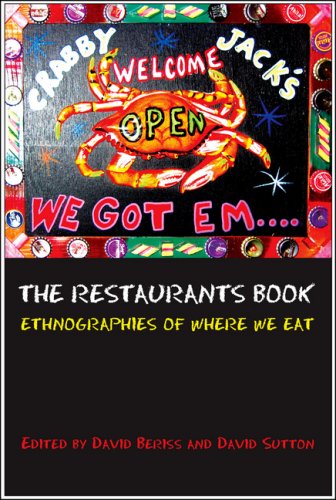 CRABBY JACK'S
WELCOME
OPEN
WE GOT EM....
THE RESTAURANTS BOOK
ETHNOGRAPHIES OF WHERE WE EAT
EDITED BY DAVID BERISS AND DAVID SUTTON